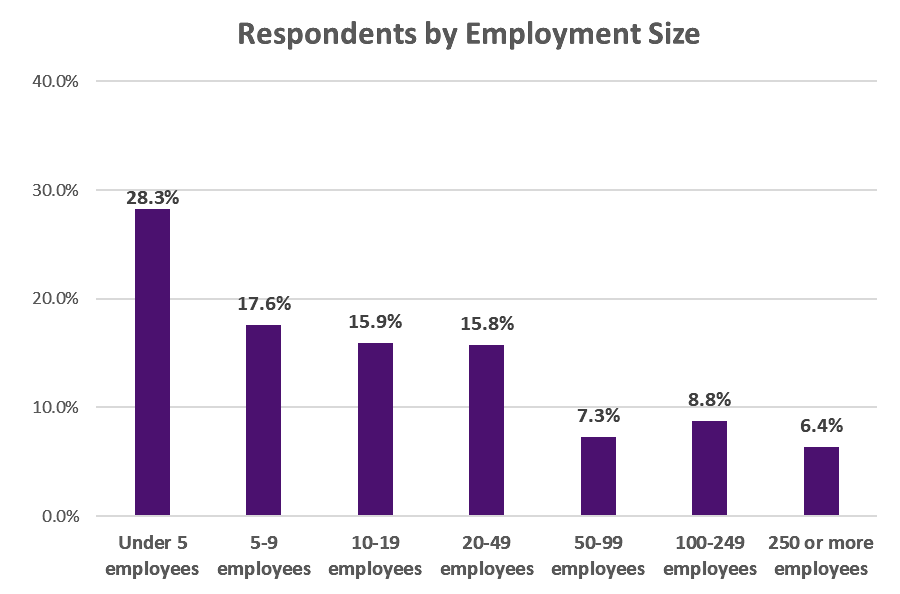 Respondents by Employment Size
40.0%
30.0%
20.0%
10.0%
0.0%
28.3%
17.6%
15.9%
15.8%
7.3%
8.8%
6.4%
Under 5
employees
5-9
employees
10-19
employees
20-49
employees
50-99
employees
100-249
employees
250 or more
employees